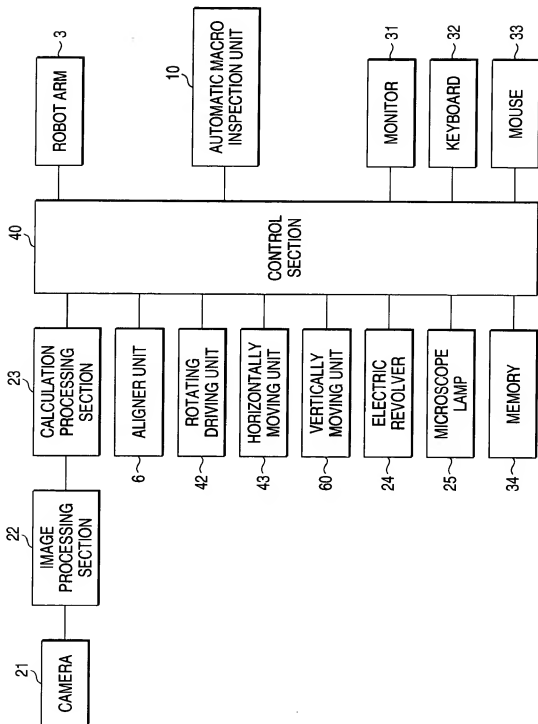 21
CAMERA
22
IMAGE
PROCESSING
SECTION
23
CALCULATION
PROCESSING
SECTION
6
ALIGNER UNIT
42
ROTATING
DRIVING UNIT
43
HORIZONTALLY
MOVING UNIT
60
VERTICALLY
MOVING UNIT
24
ELECTRIC
REVOLVER
25
MICROSCOPE
LAMP
34
MEMORY
40
CONTROL
SECTION
3
ROBOT ARM
10
AUTOMATIC MACRO
INSPECTION UNIT
31
MONITOR
32
KEYBOARD
33
MOUSE